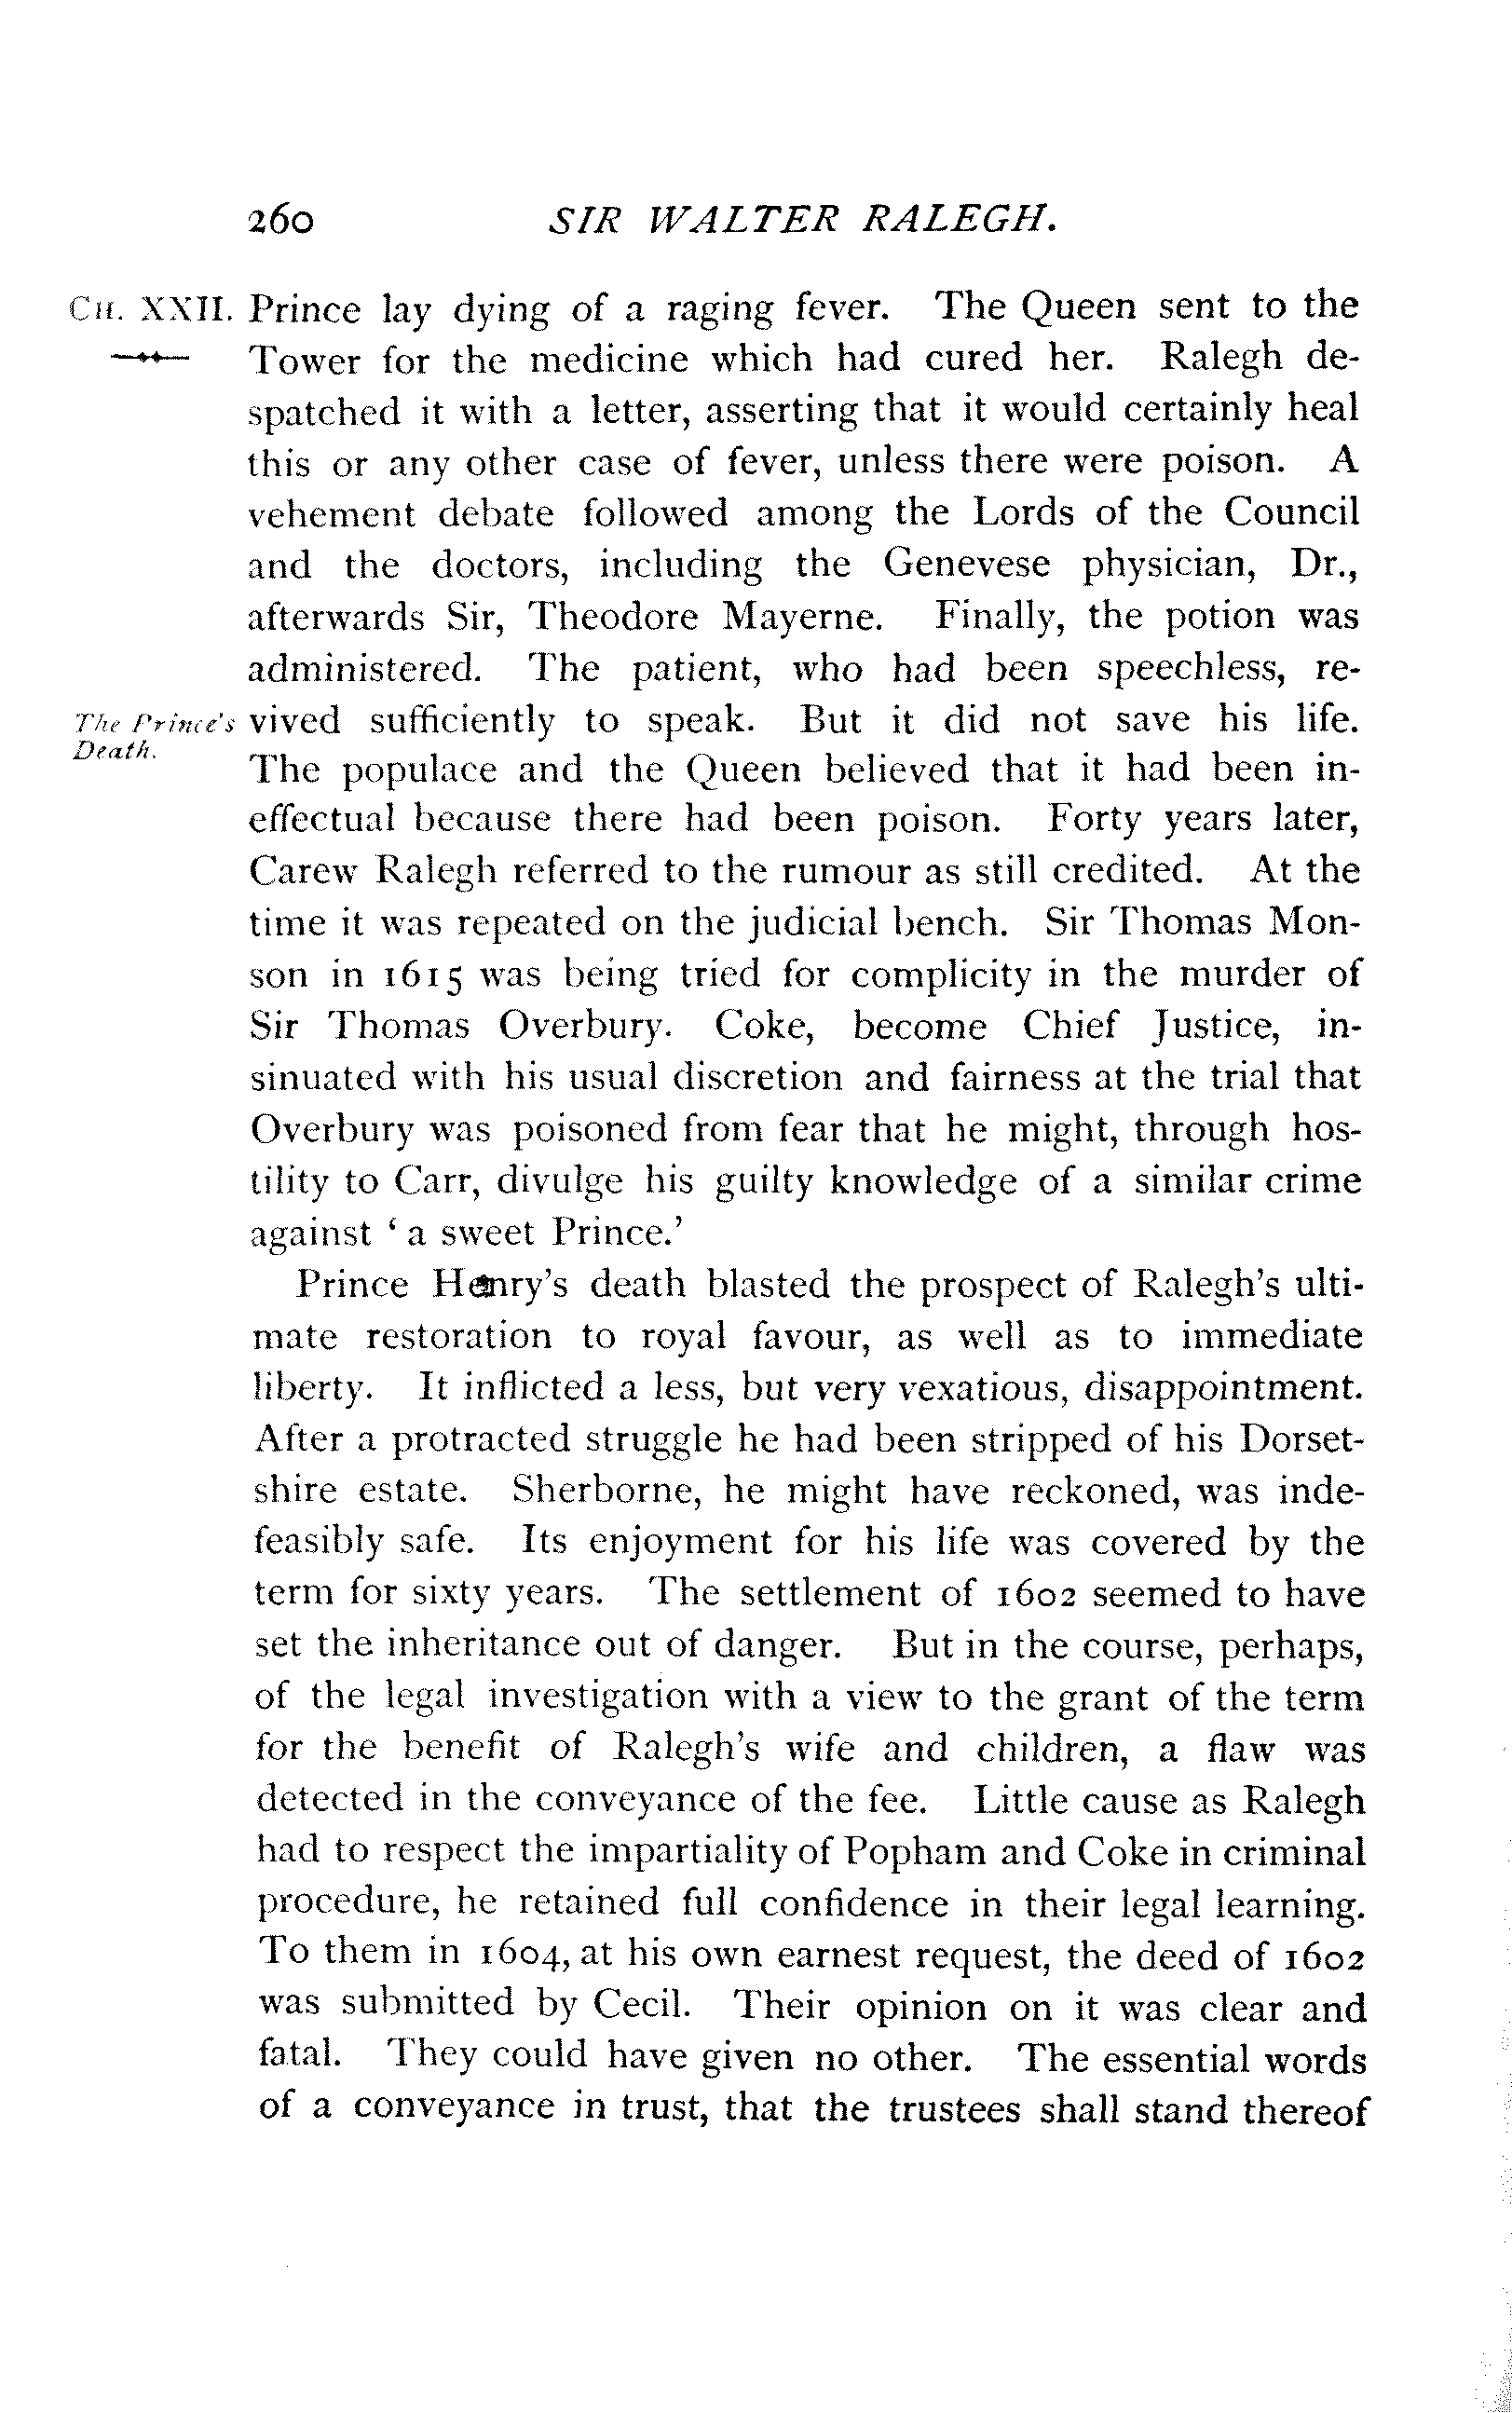 260 SIR WALTER RALEGH.
CH. XXII. Prince lay dying of a raging fever. The Queen sent to the
Tower for the medicine which had cured her. Ralegh de-
spatched it with a letter, asserting that it would certainly heal
this or any other case of fever, unless there were poison. A
vehement debate followed among the Lords of the Council
and the doctors, including the Genevese physician, Dr.,
afterwards Sir, Theodore Mayerne. Finally, the potion was
administered. The patient, who had been speechless, re-
The Prince's
Death.
vived sufficiently to speak. But it did not save his life.
The populace and the Queen believed that it had been in-
effectual because there had been poison. Forty years later,
Carew Ralegh referred to the rumour as still credited. At the
time it was repeated on the judicial bench. Sir Thomas Mon-
son in 1615 was being tried for complicity in the murder of
Sir Thomas Overbury. Coke, become Chief Justice, in-
sinuated with his usual discretion and fairness at the trial that
Overbury was poisoned from fear that he might, through hos-
tility to Carr, divulge his guilty knowledge of a similar crime
against ‘a sweet Prince.’
Prince Henry's death blasted the prospect of Ralegh's ulti-
mate restoration to royal favour, as well as to immediate
liberty. It inflicted a less, but very vexatious, disappointment.
After a protracted struggle he had been stripped of his Dorset-
shire estate. Sherborne, he might have reckoned, was inde-
feasibly safe. Its enjoyment for his life was covered by the
term for sixty years. The settlement of 1602 seemed to have
set the inheritance out of danger. But in the course, perhaps,
of the legal investigation with a view to the grant of the term
for the benefit of Ralegh's wife and children, a flaw was
detected in the conveyance of the fee. Little cause as Ralegh
had to respect the impartiality of Popham and Coke in criminal
procedure, he retained full confidence in their legal learning.
To them in 1604, at his own earnest request, the deed of 1602
was submitted by Cecil. Their opinion on it was clear and
fatal. They could have given no other. The essential words
of a conveyance in trust, that the trustees shall stand thereof